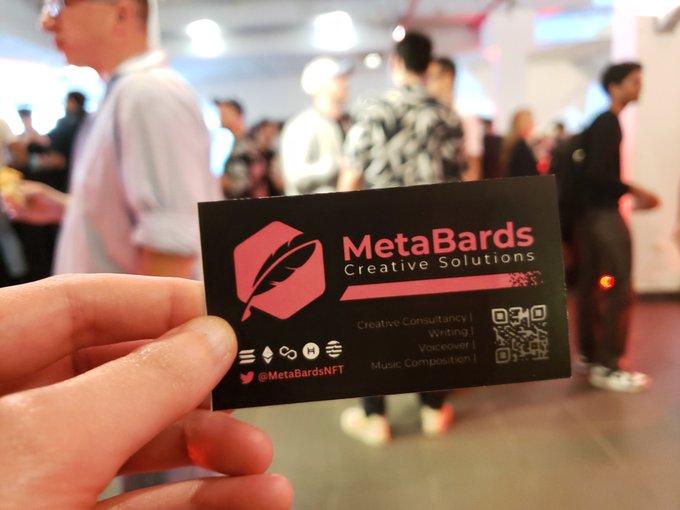 MetaBards
Creative Solutions
Creative Consultancy |
Writing |
Voiceover |
Music Composition |
@MetaBardsNFT